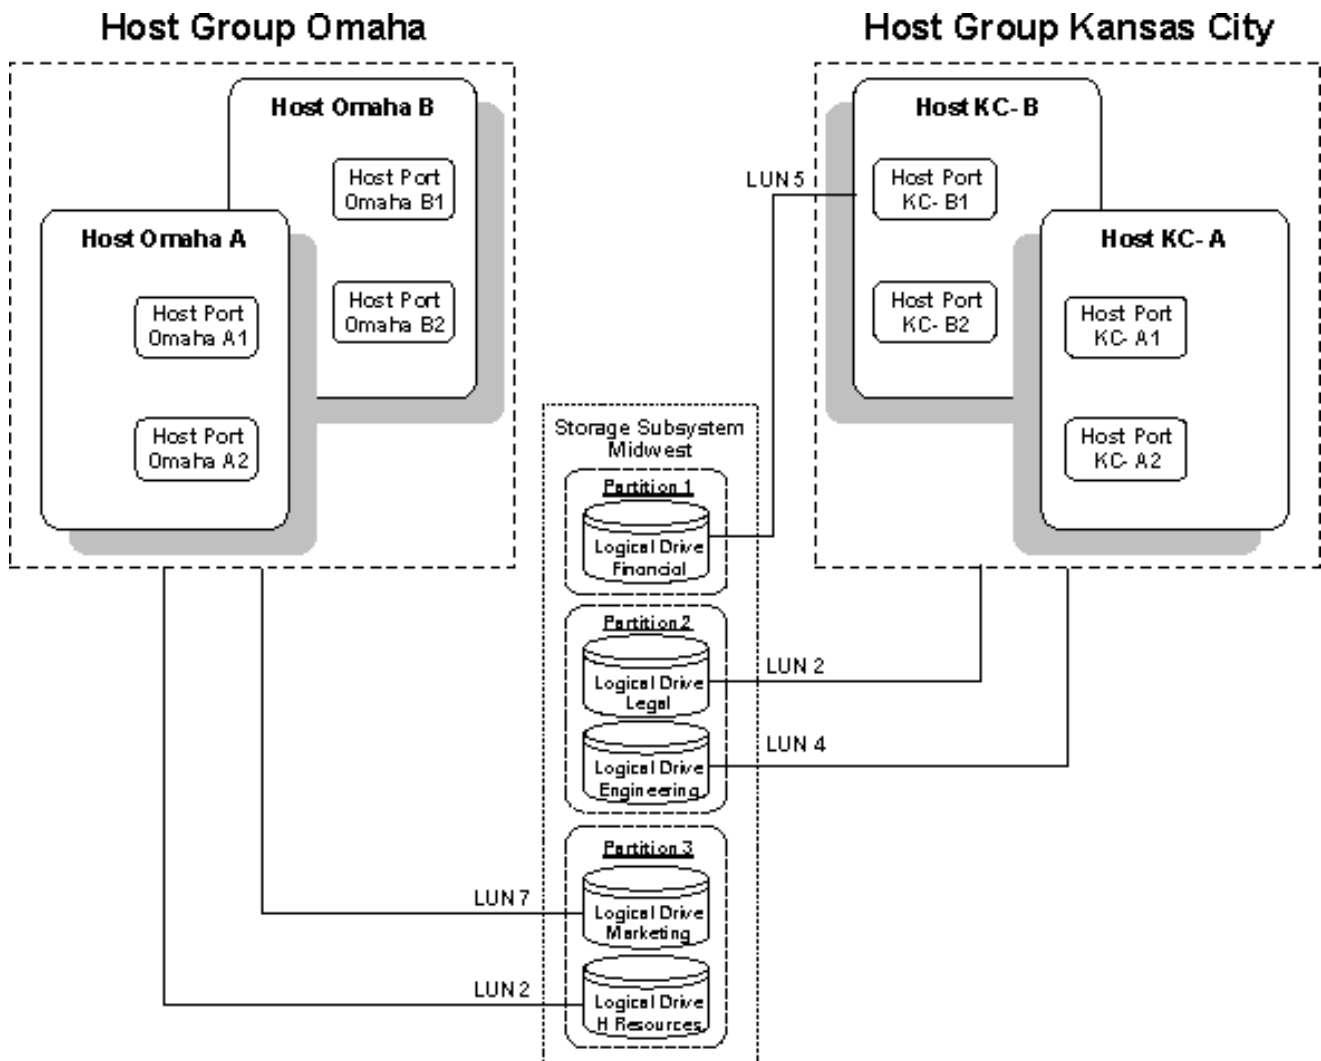 Host Group Omaha
Host Group Kansas City
Host Omaha B
Host Port
Omaha B1
Host Port
Omaha B2
Host Omaha A
Host Port
Omaha A1
Host Port
Omaha A2
Host KC- B
Host Port
KC- B1
Host Port
KC- B2
Host KC- A
Host Port
KC- A1
Host Port
KC- A2
LUN 5
Storage Subsystem
Midwest
Partition 1
Logical Drive
Financial
Partition 2
Logical Drive
Legal
LUN 2
Logical Drive
Engineering
LUN 4
Partition 3
LUN 7
Logical Drive
Marketing
LUN 2
Logical Drive
H Resources